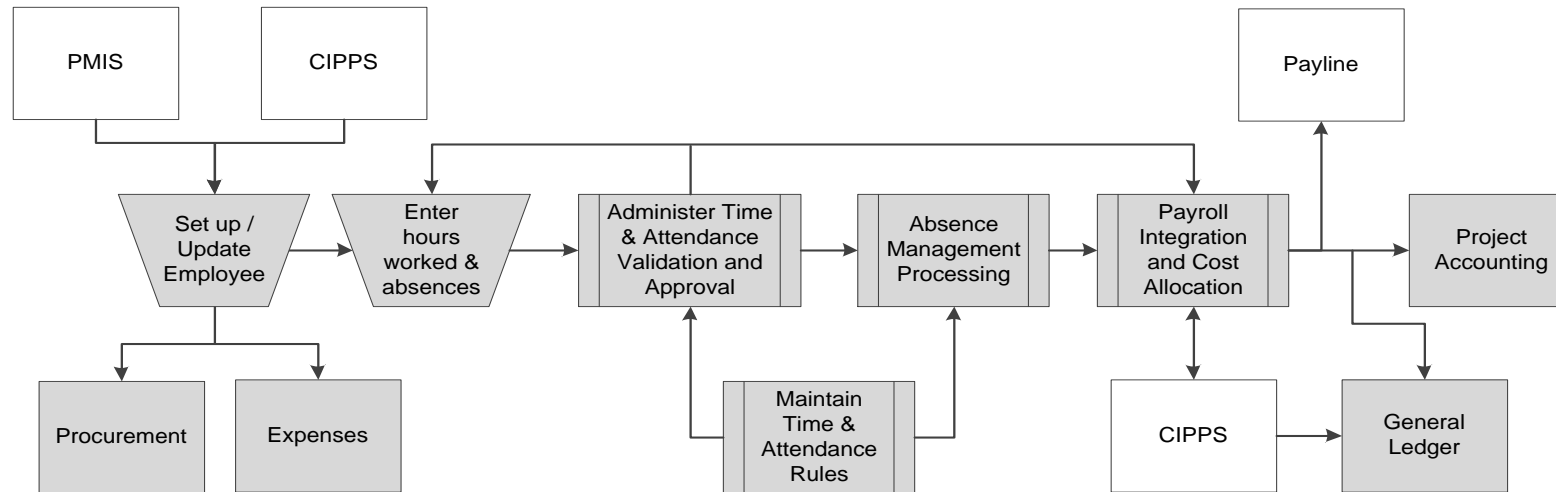 PMIS
CIPPS
Payline
Set up /
Update
Employee
Enter
hours
worked &
absences
Administer Time
& Attendance
Validation and
Approval
Absence
Management
Processing
Payroll
Integration
and Cost
Allocation
Project
Accounting
Procurement
Expenses
Maintain
Time &
Attendance
Rules
CIPPS
General
Ledger